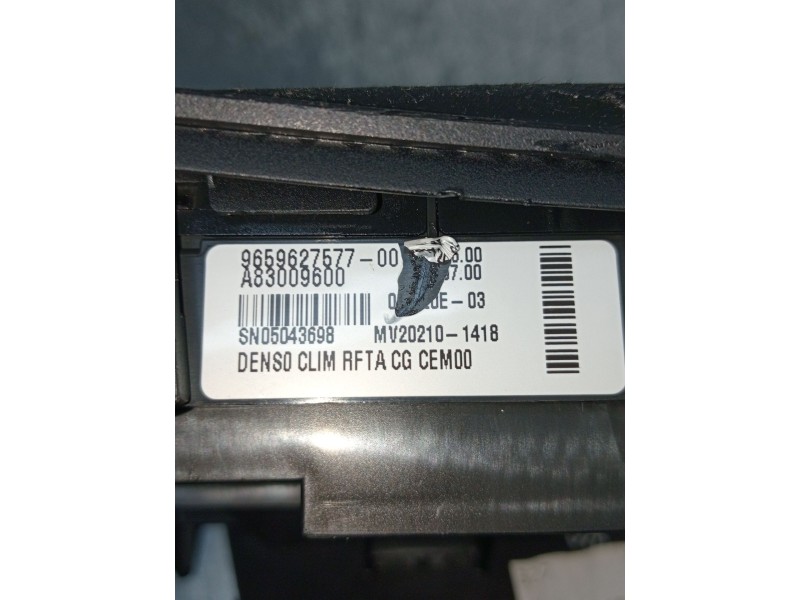 9659627577-00
A83009600
SN05043698 MV20210-1418
DENSO CLIM RFTA CG CEM00